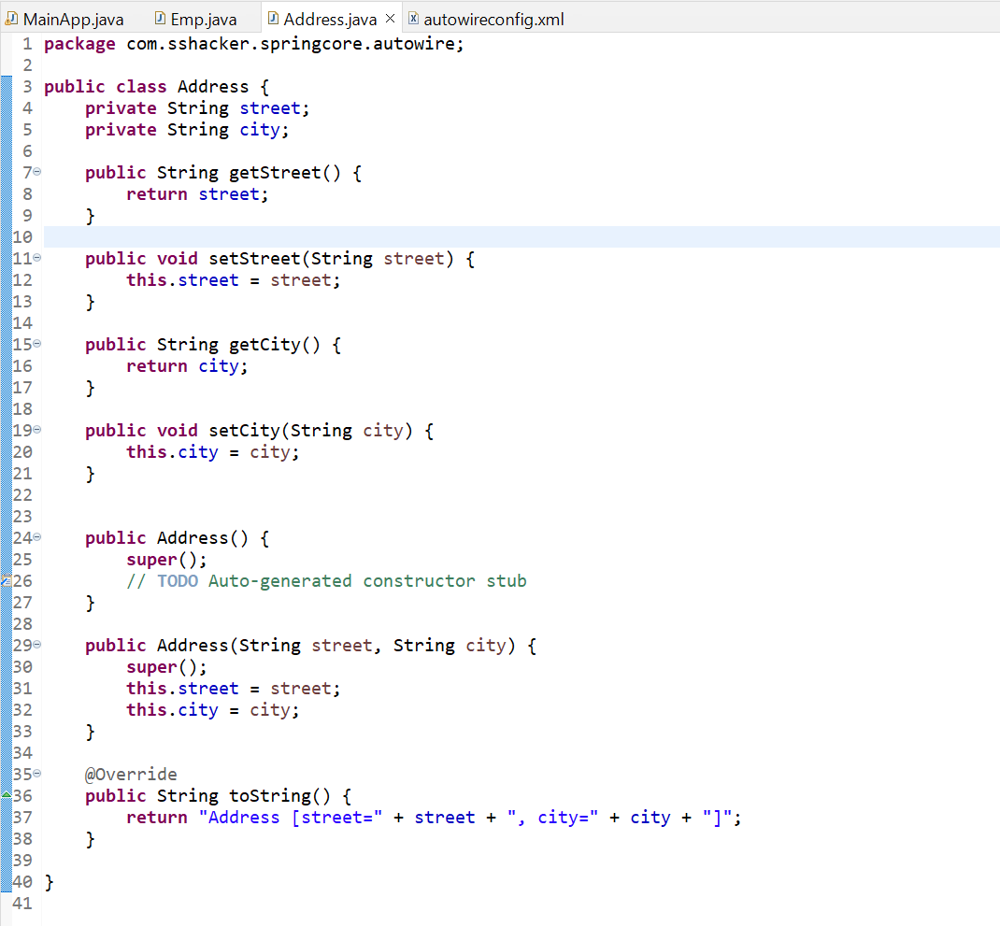 MainApp.java Emp.java Address.java autowireconfig.xml
1 package com.sshacker.springcore.autowire;
2
3 public class Address {
4     private String street;
5     private String city;
6
7     public String getStreet() {
8         return street;
9     }
10
11     public void setStreet(String street) {
12         this.street = street;
13     }
14
15     public String getCity() {
16         return city;
17     }
18
19     public void setCity(String city) {
20         this.city = city;
21     }
22
23
24     public Address() {
25         super();
26         // TODO Auto-generated constructor stub
27     }
28
29     public Address(String street, String city) {
30         super();
31         this.street = street;
32         this.city = city;
33     }
34
35     @Override
36     public String toString() {
37         return "Address [street=" + street + ", city=" + city + "]";
38     }
39
40 }
41